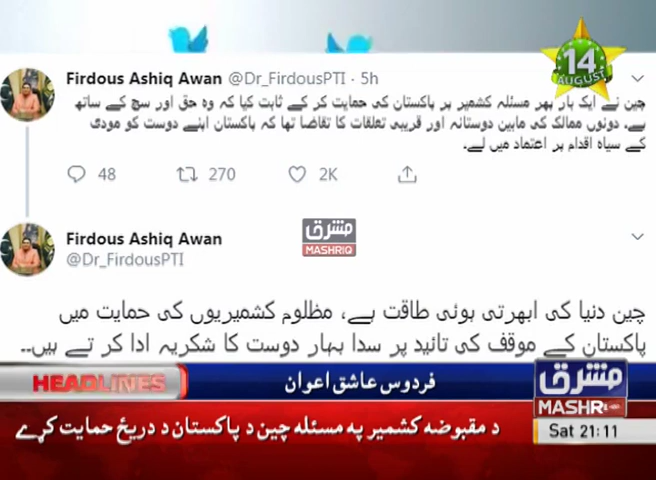 14
AUGUST
Firdous Ashiq Awan @Dr_FirdousPTI · 5h
چین نے ایک بار پھر مسئلہ کشمیر پر پاکستان کی حمایت کر کے ثابت کیا کہ وہ حق اور سچ کے ساتھ
ہے۔ دونوں ممالک کی مابین دوستانہ اور قریبی تعلقات کا تقاضا تھا کہ پاکستان اپنے دوست کو مودی
کے سیاہ اقدام پر اعتماد میں لے۔
48 270 2K
مشرق
MASHRIQ
Firdous Ashiq Awan
@Dr_FirdousPTI
چین دنیا کی ابھرتی ہوئی طاقت ہے، مظلوم کشمیریوں کی حمایت میں
پاکستان کے موقف کی تائید پر سدا بہار دوست کا شکریہ ادا کر تے ہیں۔۔
HEADLINES
فردوس عاشق اعوان
مشرق
MASHR
د مقبوضه کشمیر په مسئله چین د پاکستان د دریځ حمایت کړے
Sat 21:11